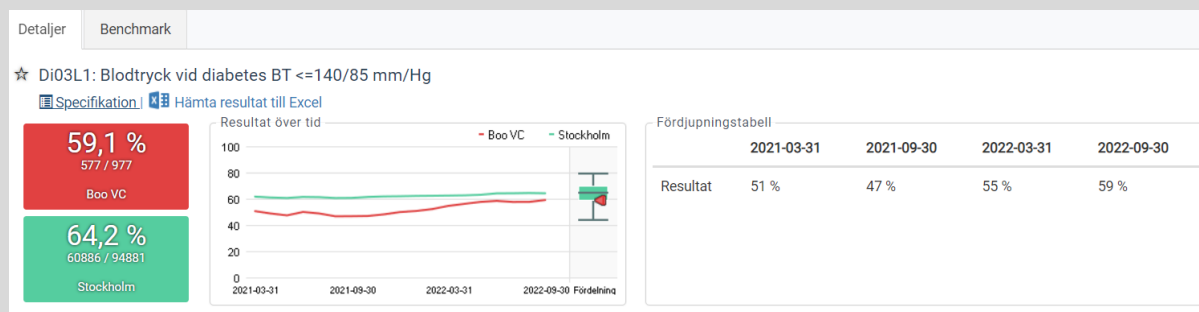 Detaljer Benchmark
☆ Di03L1: Blodtryck vid diabetes BT <=140/85 mm/Hg
Specifikation | Hämta resultat till Excel
59,1 %
577 / 977
Boo VC
64,2 %
60886 / 94881
Stockholm
Resultat över tid
Boo VC Stockholm
100
80
60
40
20
0
2021-03-31 2021-09-30 2022-03-31 2022-09-30 Fördelning
Fördjupningstabell
2021-03-31 2021-09-30 2022-03-31 2022-09-30
Resultat 51 % 47 % 55 % 59 %